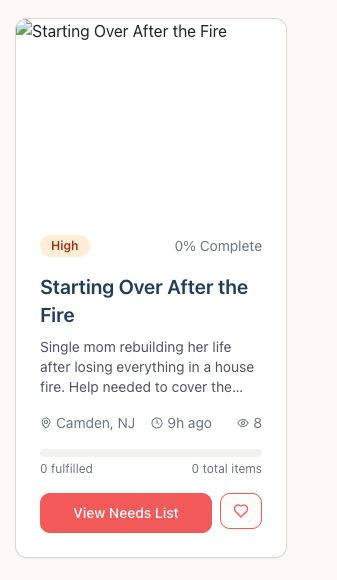 Starting Over After the Fire
High
0% Complete
Starting Over After the
Fire
Single mom rebuilding her life
after losing everything in a house
fire. Help needed to cover the...
Camden, NJ 9h ago 8
0 fulfilled 0 total items
View Needs List